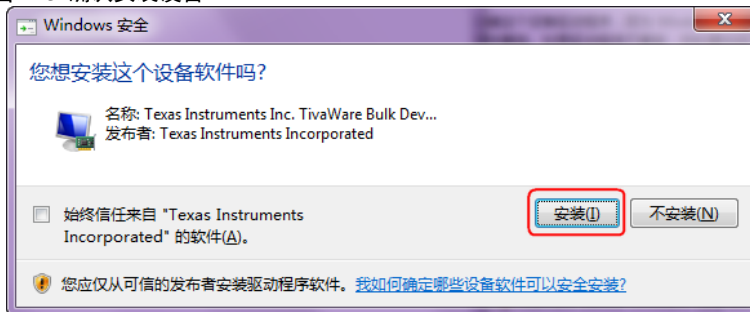 Windows 安全
您想安装这个设备软件吗?
名称: Texas Instruments Inc. TivaWare Bulk Dev...
发布者: Texas Instruments Incorporated
始终信任来自 "Texas Instruments
Incorporated" 的软件(A)。
安装(I)
不安装(N)
您应仅从可信的发布者安装驱动程序软件。我如何确定哪些设备软件可以安全安装?